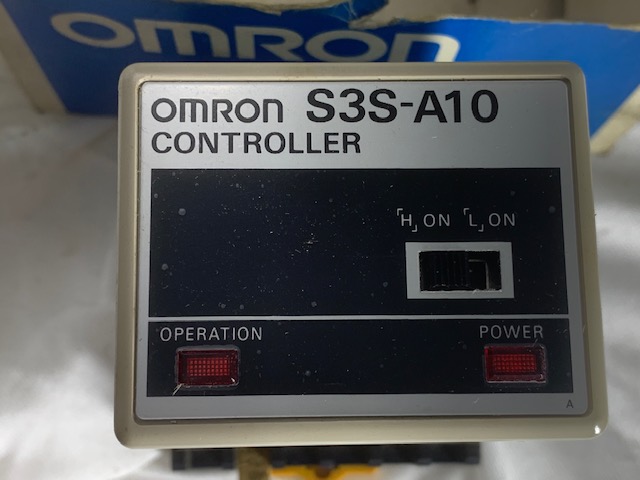 OMRON
OMRON S3S-A10
CONTROLLER
「H」ON 「L」ON
OPERATION POWER
A